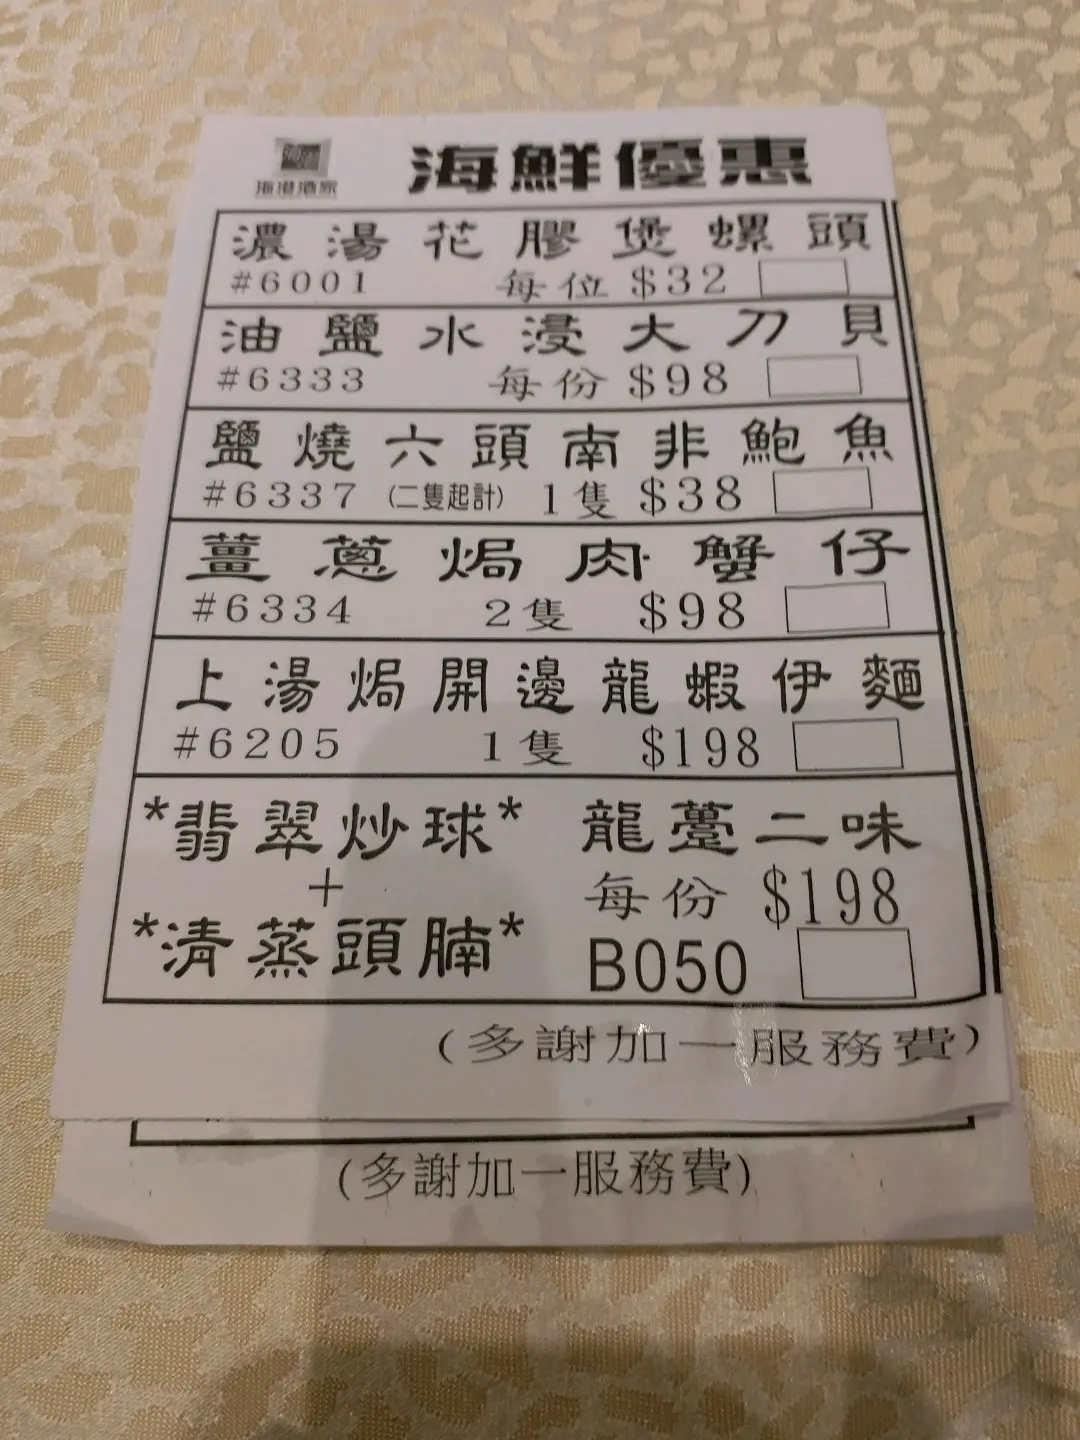 海港酒家
海鮮優惠
濃湯花膠煲螺頭
#6001 每位 $32
油鹽水浸大刀貝
#6333 每份 $98
鹽燒六頭南非鮑魚
#6337 (二隻起計) 1隻 $38
薑蔥焗肉蟹仔
#6334 2隻 $98
上湯焗開邊龍蝦伊麵
#6205 1隻 $198
*翡翠炒球* 龍躉二味
+ 每份 $198
*清蒸頭腩* B050
(多謝加一服務費)
(多謝加一服務費)